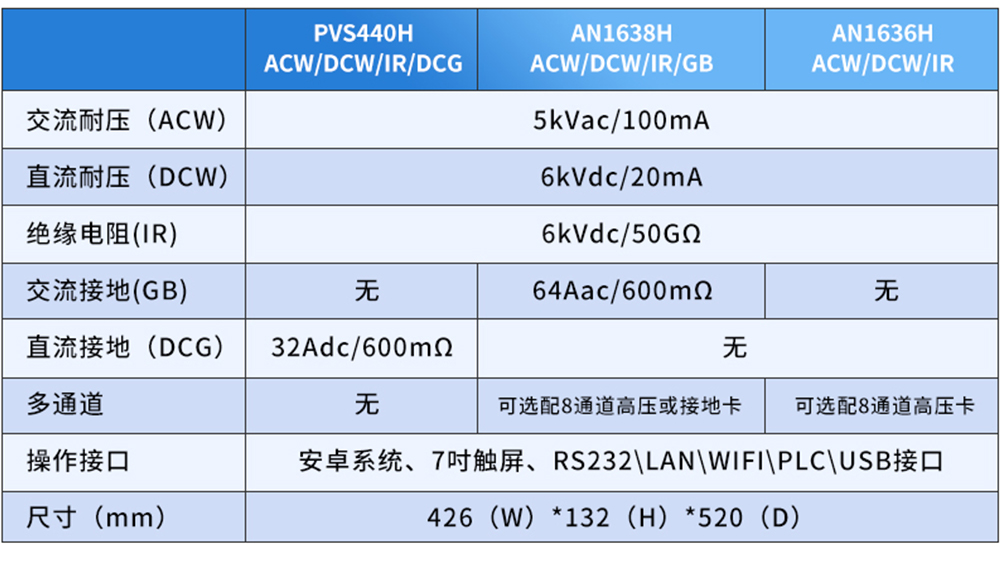 PVS440H
ACW/DCW/IR/DCG
AN1638H
ACW/DCW/IR/GB
AN1636H
ACW/DCW/IR
交流耐压（ACW）
5kVac/100mA
直流耐压（DCW）
6kVdc/20mA
绝缘电阻(IR)
6kVdc/50GΩ
交流接地(GB)
无
64Aac/600mΩ
无
直流接地（DCG）
32Adc/600mΩ
无
多通道
无
可选配8通道高压或接地卡
可选配8通道高压卡
操作接口
安卓系统、7吋触屏、RS232\LAN\WIFI\PLC\USB接口
尺寸（mm）
426（W）*132（H）*520（D）